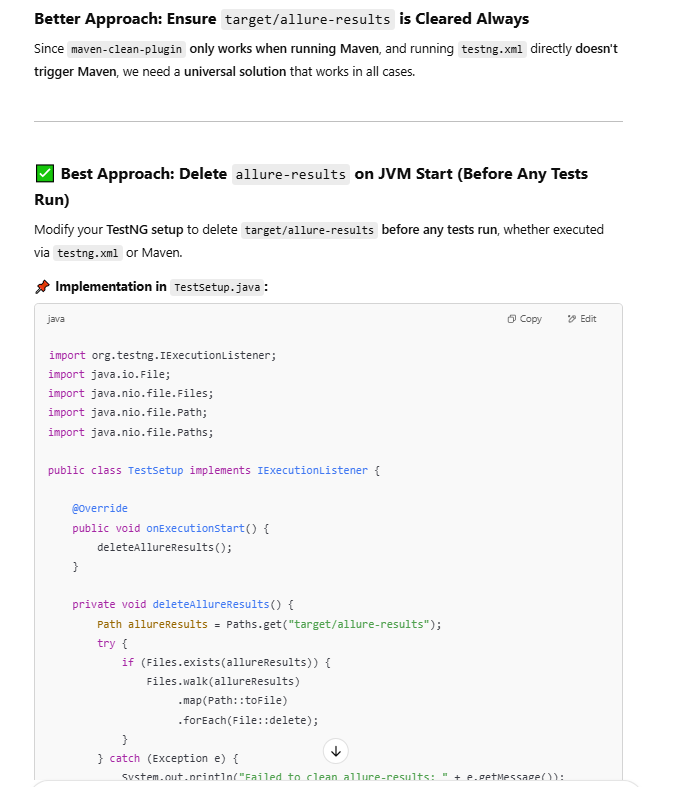 Better Approach: Ensure target/allure-results is Cleared Always
Since maven-clean-plugin only works when running Maven, and running testng.xml directly doesn't
trigger Maven, we need a universal solution that works in all cases.
Best Approach: Delete allure-results on JVM Start (Before Any Tests
Run)
Modify your TestNG setup to delete target/allure-results before any tests run, whether executed
via testng.xml or Maven.
Implementation in TestSetup.java:
java Copy Edit
import org.testng.IExecutionListener;
import java.io.File;
import java.nio.file.Files;
import java.nio.file.Path;
import java.nio.file.Paths;
public class TestSetup implements IExecutionListener {
@Override
public void onExecutionStart() {
deleteAllureResults();
}
private void deleteAllureResults() {
Path allureResults = Paths.get("target/allure-results");
try {
if (Files.exists(allureResults)) {
Files.walk(allureResults)
.map(Path::toFile)
.forEach(File::delete);
}
} catch (Exception e) {
System.out.println("Failed to clean allure-results: " + e.getMessage());